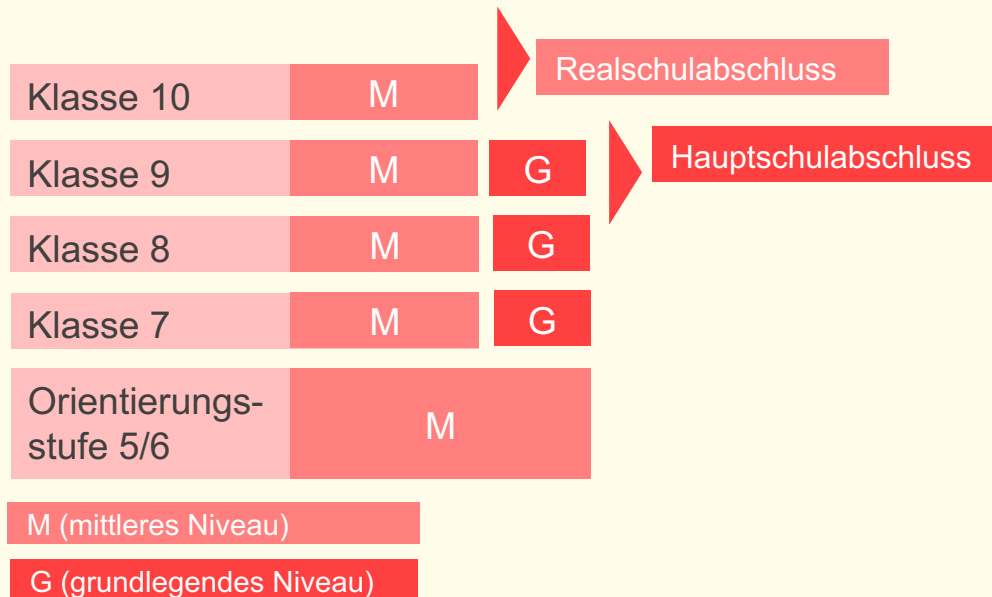 Realschulabschluss
Klasse 10
M
Klasse 9
M
G
Hauptschulabschluss
Klasse 8
M
G
Klasse 7
M
G
Orientierungs-
stufe 5/6
M
M (mittleres Niveau)
G (grundlegendes Niveau)